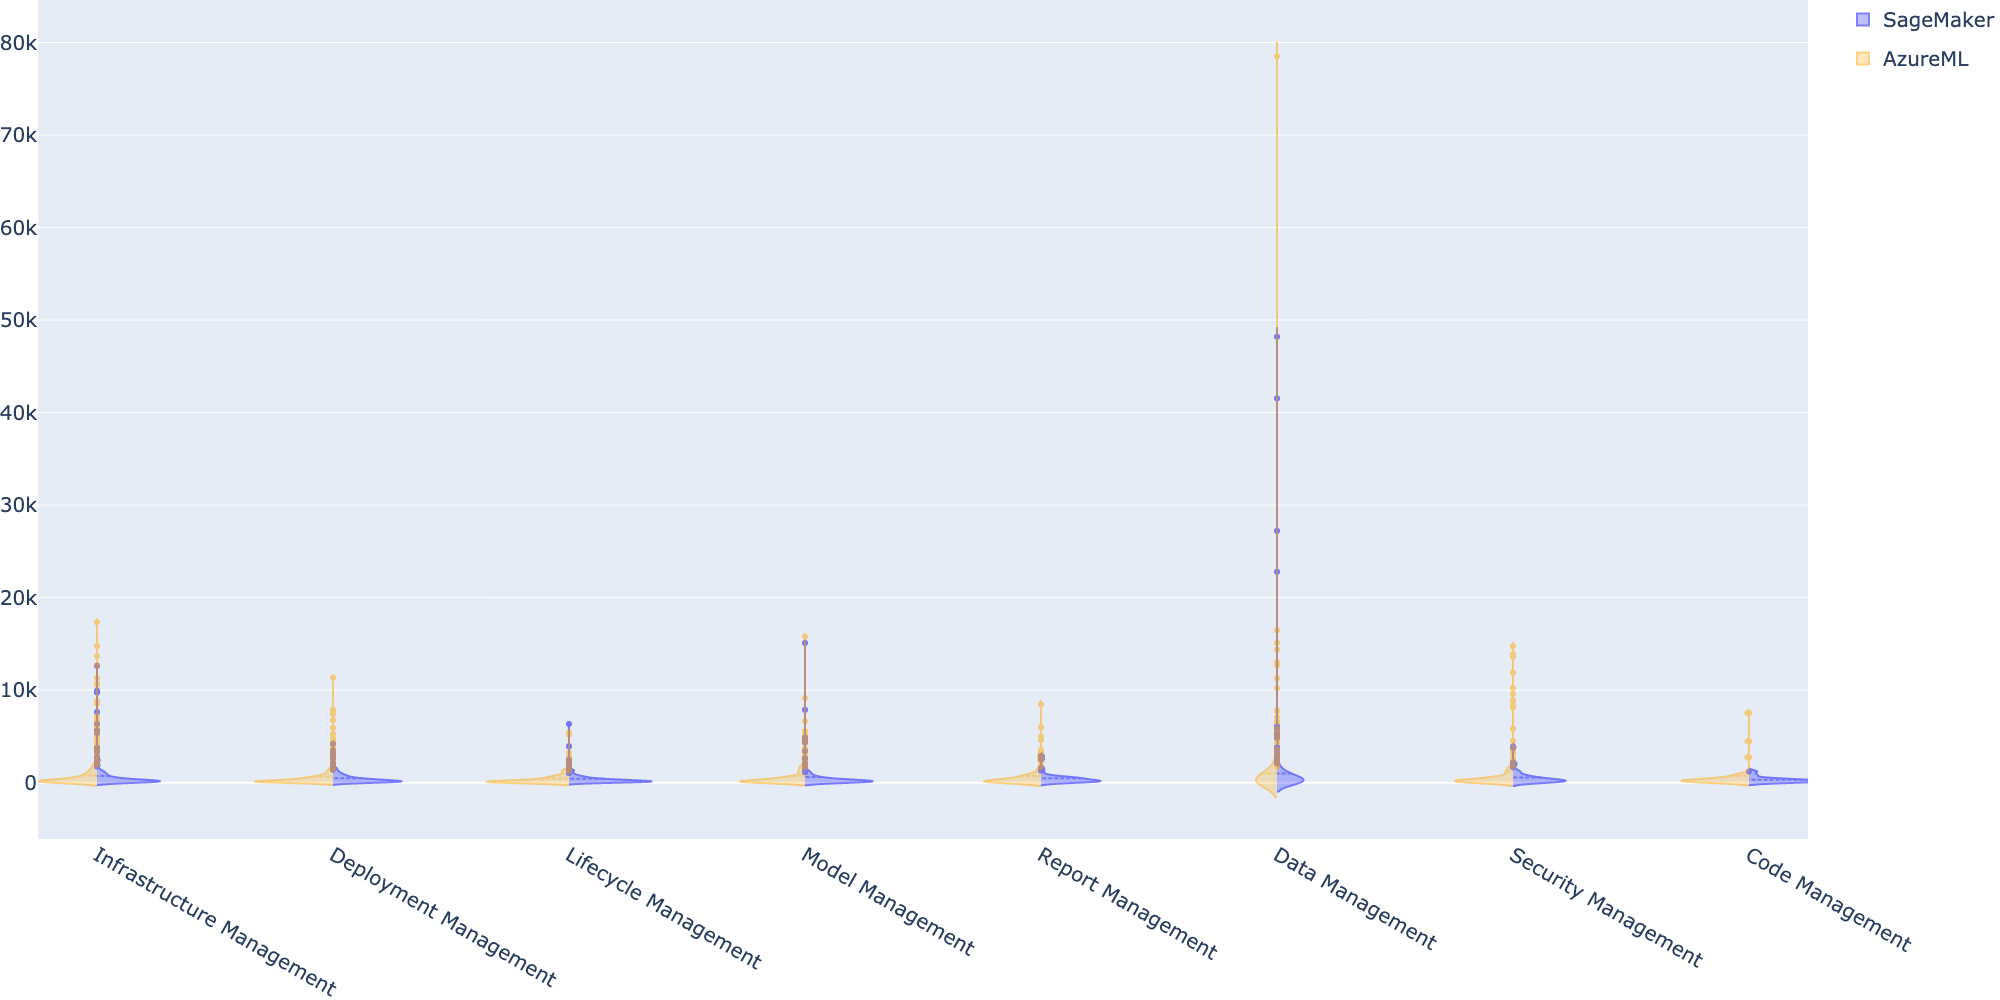 SageMaker
AzureML
80k
70k
60k
50k
40k
30k
20k
10k
0
Infrastructure Management
Deployment Management
Lifecycle Management
Model Management
Report Management
Data Management
Security Management
Code Management